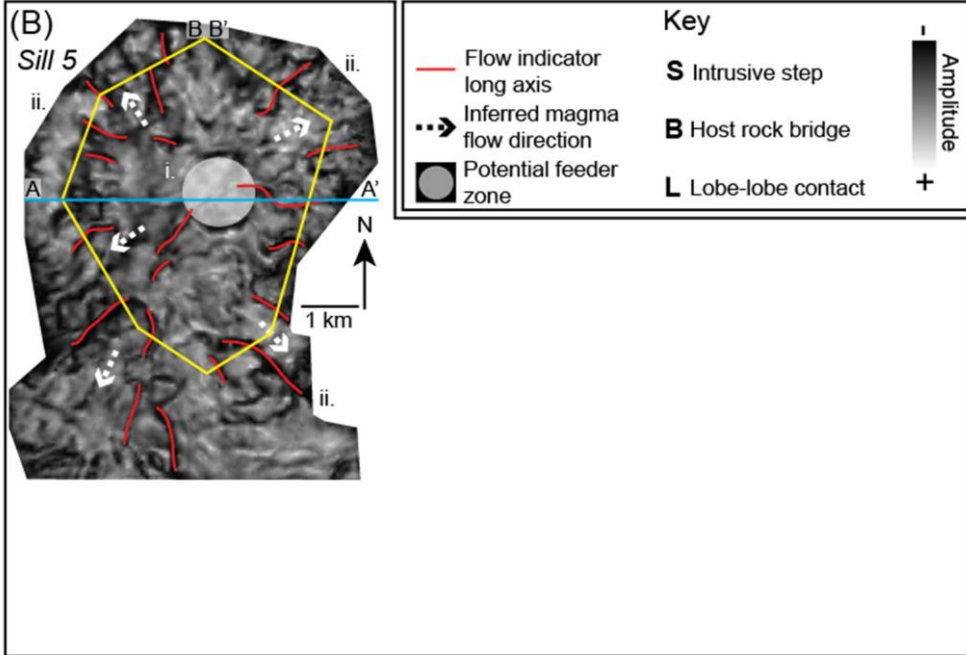 (B)
Sill 5
B B'
ii.
ii.
i.
A
A'
N
1 km
ii.
Key
Flow indicator
long axis
Inferred magma
flow direction
Potential feeder
zone
S Intrusive step
B Host rock bridge
L Lobe-lobe contact
-
Amplitude
+